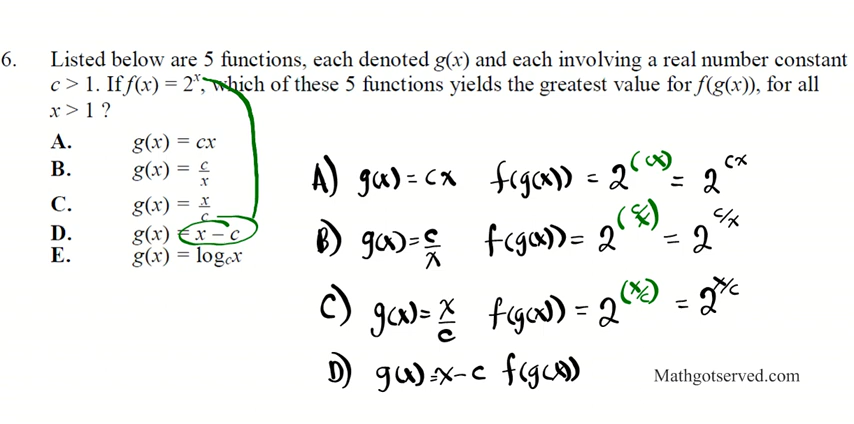 6. Listed below are 5 functions, each denoted g(x) and each involving a real number constant
c > 1. If f(x) = 2ˣ, which of these 5 functions yields the greatest value for f(g(x)), for all
x > 1 ?
A. g(x) = cx
B. g(x) = c/x
C. g(x) = x/c
D. g(x) = x – c
E. g(x) = log꜀x
A) g(x) = cx f(g(x)) = 2^(cx) = 2^cx
B) g(x) = c/x f(g(x)) = 2^(c/x) = 2^c/x
C) g(x) = x/c f(g(x)) = 2^(x/c) = 2^x/c
D) g(x) = x – c f(g(x))
Mathgotserved.com